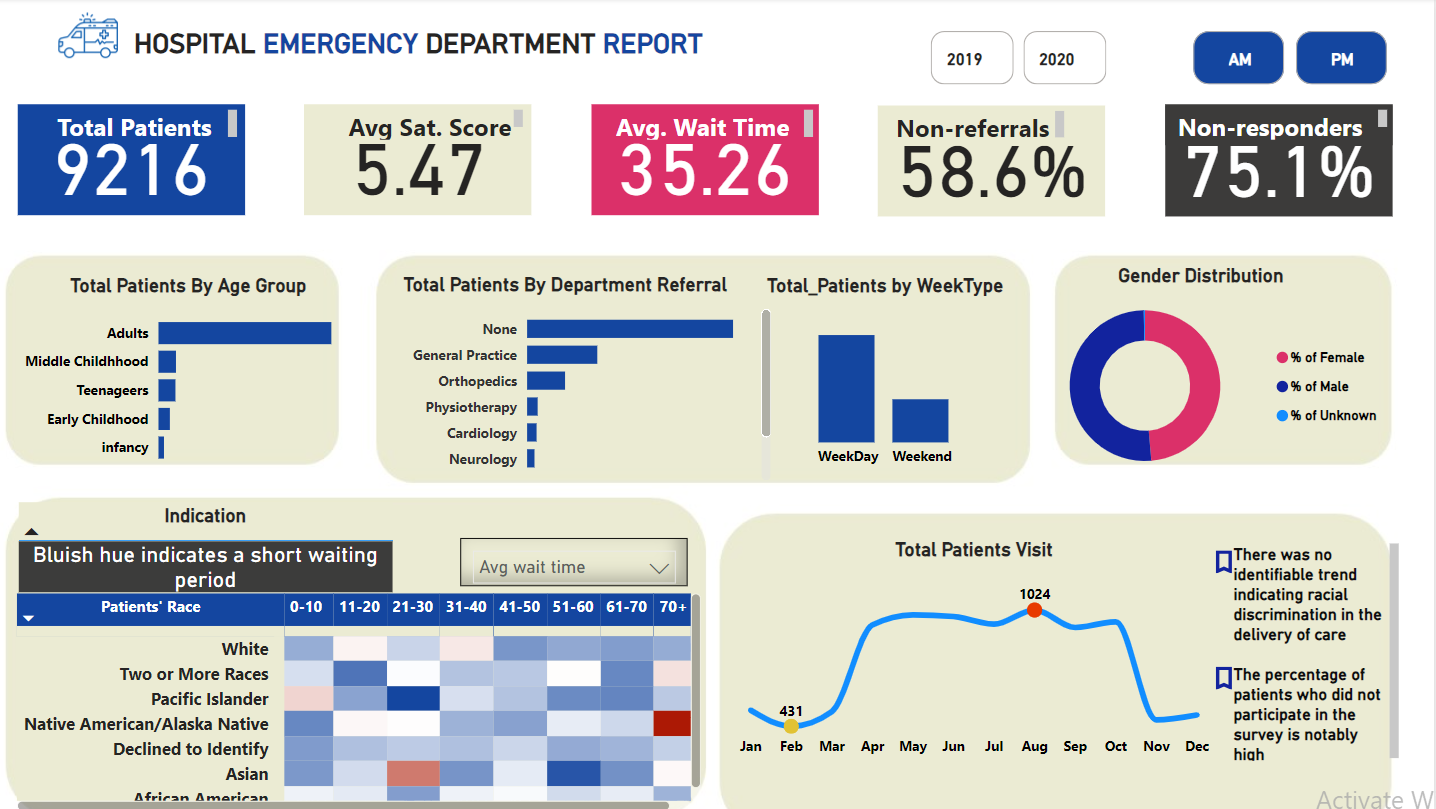 HOSPITAL EMERGENCY DEPARTMENT REPORT
2019
2020
AM
PM
Total Patients
9216
Avg Sat. Score
5.47
Avg. Wait Time
35.26
Non-referrals
58.6%
Non-responders
75.1%
Total Patients By Age Group
Adults
Middle Childhhood
Teenageers
Early Childhood
infancy
Total Patients By Department Referral
None
General Practice
Orthopedics
Physiotherapy
Cardiology
Neurology
Total_Patients by WeekType
WeekDay
Weekend
Gender Distribution
% of Female
% of Male
% of Unknown
Indication
Bluish hue indicates a short waiting
period
Avg wait time
Patients' Race 0-10 11-20 21-30 31-40 41-50 51-60 61-70 70+
White
Two or More Races
Pacific Islander
Native American/Alaska Native
Declined to Identify
Asian
African American
Total Patients Visit
1024
431
Jan Feb Mar Apr May Jun Jul Aug Sep Oct Nov Dec
There was no
identifiable trend
indicating racial
discrimination in the
delivery of care
The percentage of
patients who did not
participate in the
survey is notably
high
Activate W